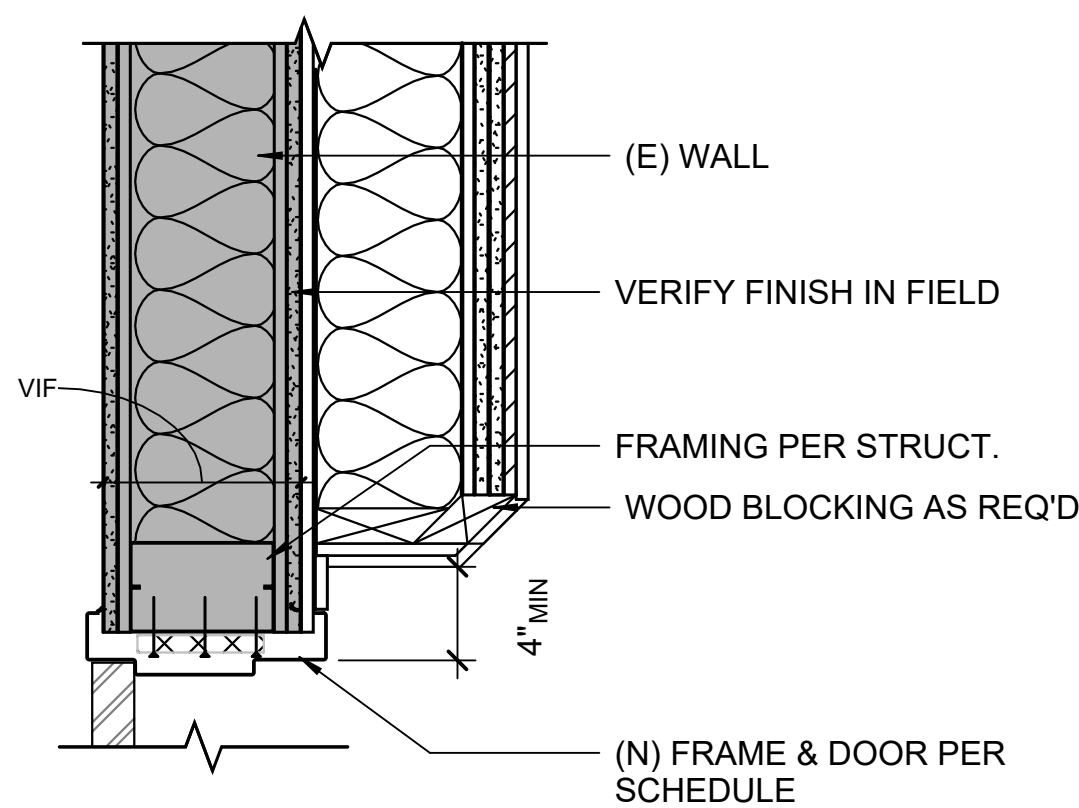 (E) WALL
VERIFY FINISH IN FIELD
VIF
FRAMING PER STRUCT.
WOOD BLOCKING AS REQ'D
4"MIN
(N) FRAME & DOOR PER
SCHEDULE